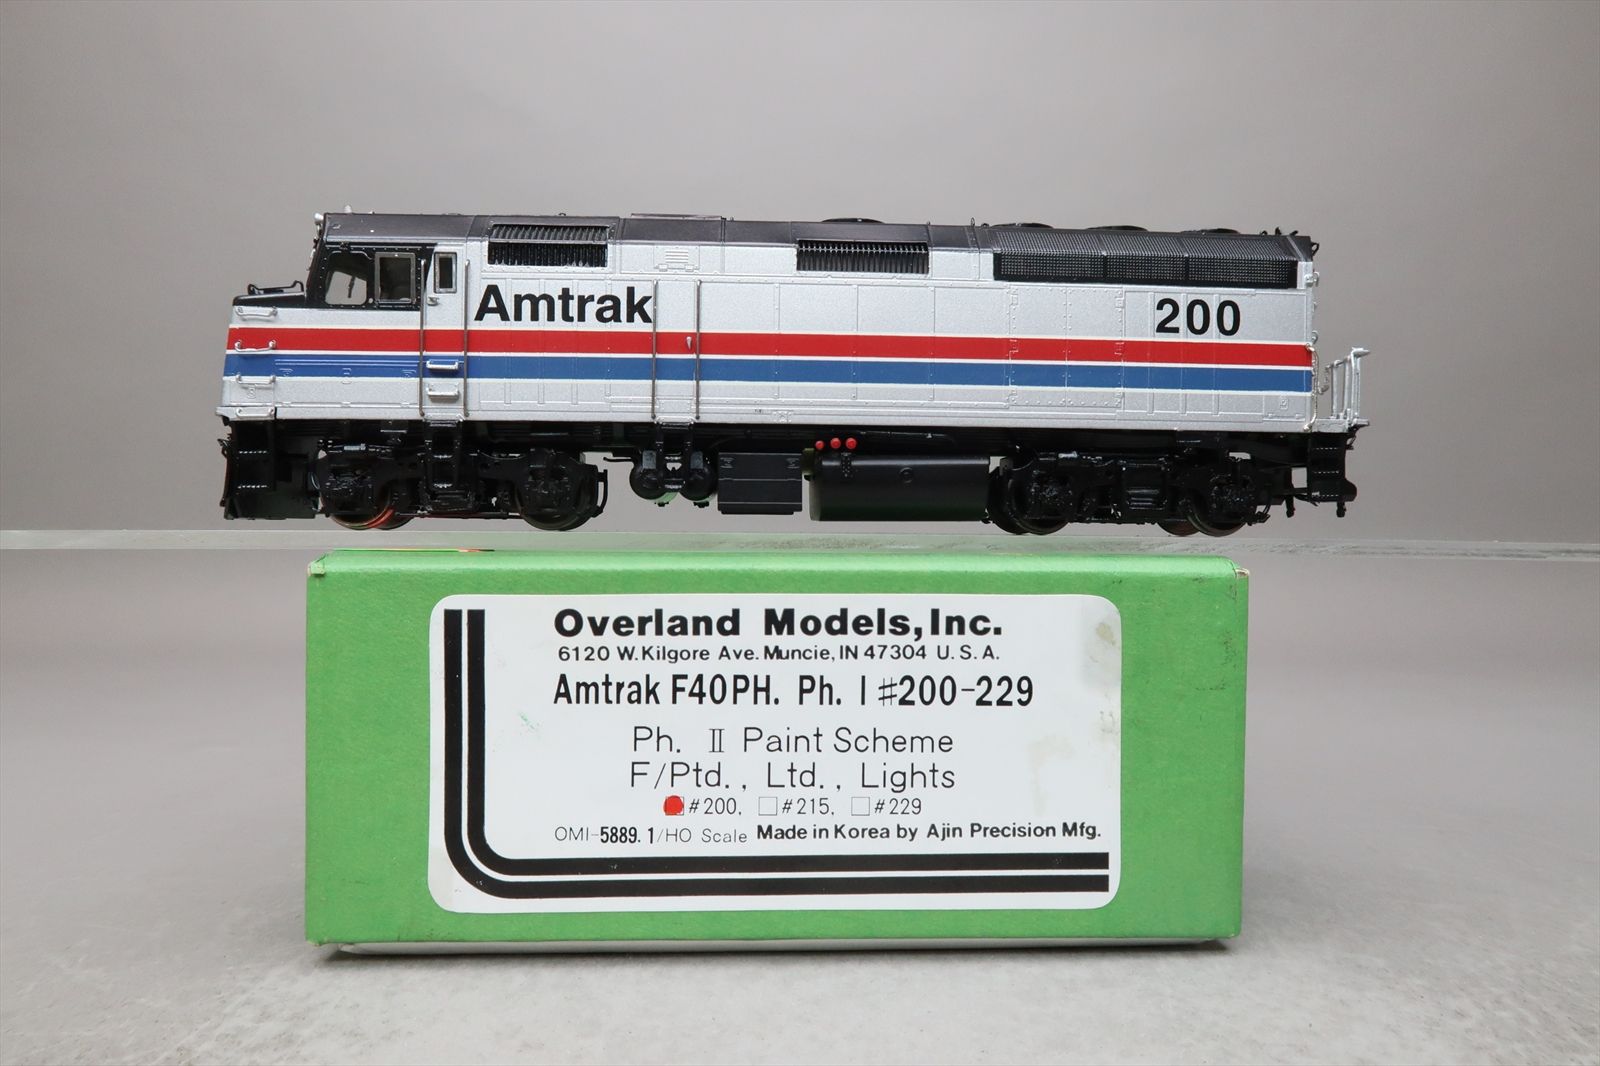 Amtrak
200
Overland Models, Inc.
6120 W. Kilgore Ave. Muncie, IN 47304 U. S. A.
Amtrak F40PH. Ph. I #200-229
Ph. II Paint Scheme
F/Ptd., Ltd., Lights
#200, #215, #229
OMI-5889.1/HO Scale Made in Korea by Ajin Precision Mfg.